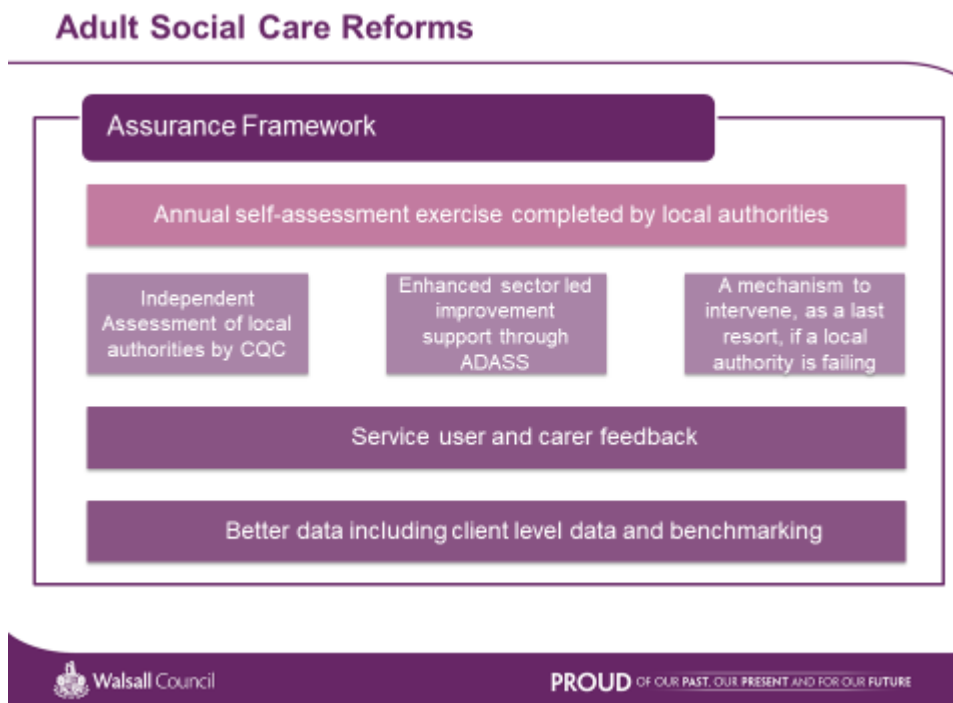 Adult Social Care Reforms
Assurance Framework
Annual self-assessment exercise completed by local authorities
Independent
Assessment of local
authorities by CQC
Enhanced sector led
improvement
support through
ADASS
A mechanism to
intervene, as a last
resort, if a local
authority is failing
Service user and carer feedback
Better data including client level data and benchmarking
Walsall Council
PROUD OF OUR PAST, OUR PRESENT AND FOR OUR FUTURE